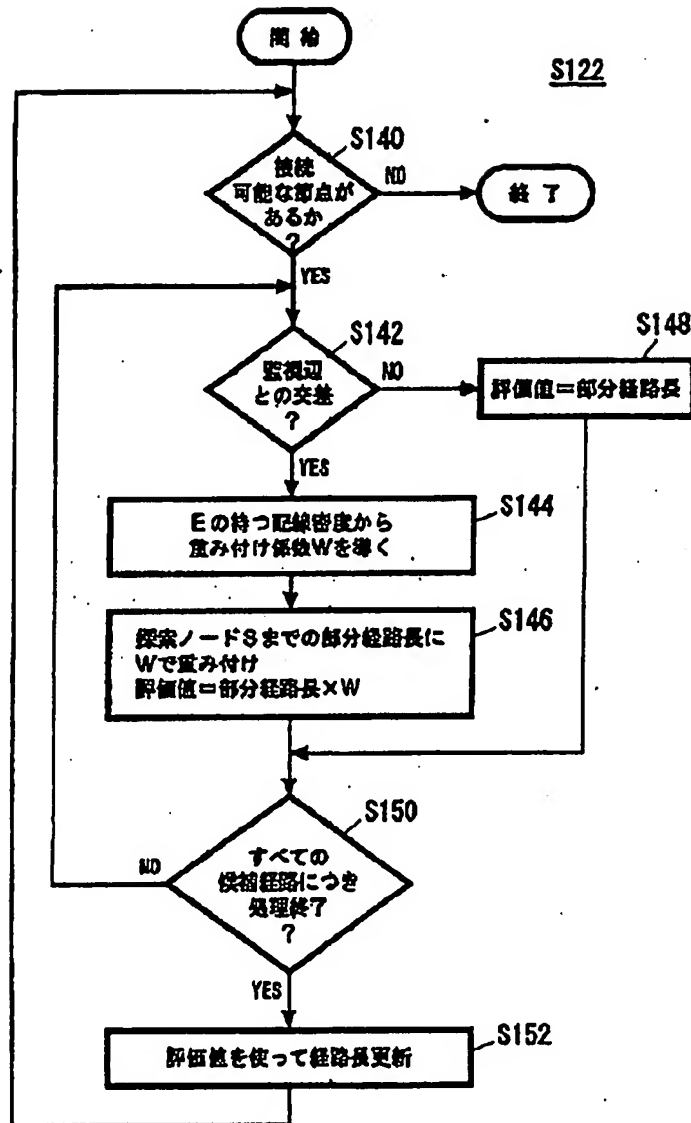 開始
S122
S140
接続
可能な節点が
あるか
?
NO
終了
YES
S142
監視辺
との交差
?
NO
S148
評価値＝部分経路長
YES
Eの持つ配線密度から
重み付け係数Wを導く
S144
探索ノードSまでの部分経路長に
Wで重み付け
評価値＝部分経路長×W
S146
S150
すべての
候補経路につき
処理終了
?
NO
YES
評価値を使って経路長更新
S152